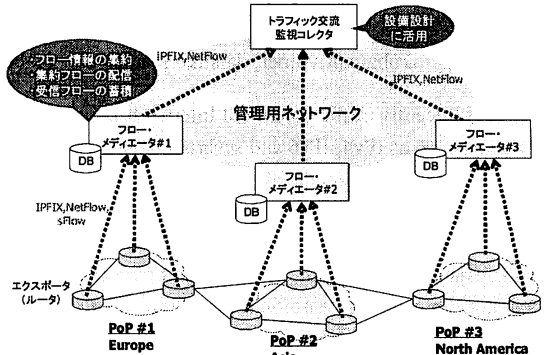 トラフィック交流
監視コレクタ
設備設計
に活用
・フロー情報の集約
・集約フローの配信
・受信フローの蓄積
IPFIX,NetFlow
IPFIX,NetFlow
管理用ネットワーク
フロー・
メディエータ#1
DB
フロー・
メディエータ#2
DB
フロー・
メディエータ#3
DB
IPFIX,NetFlow,
sFlow
エクスポータ
(ルータ)
PoP #1
Europe
PoP #2
Asia
PoP #3
North America